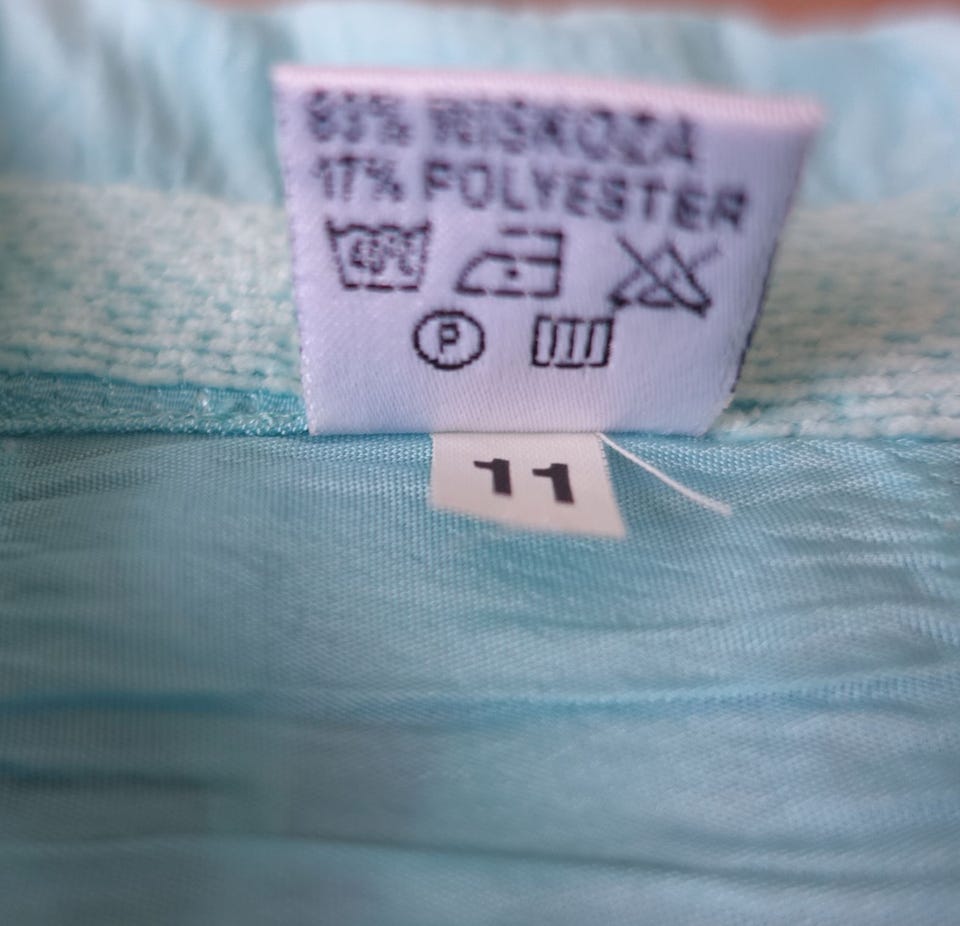 83% WISKOZA
17% POLYESTER
40°C
P
11